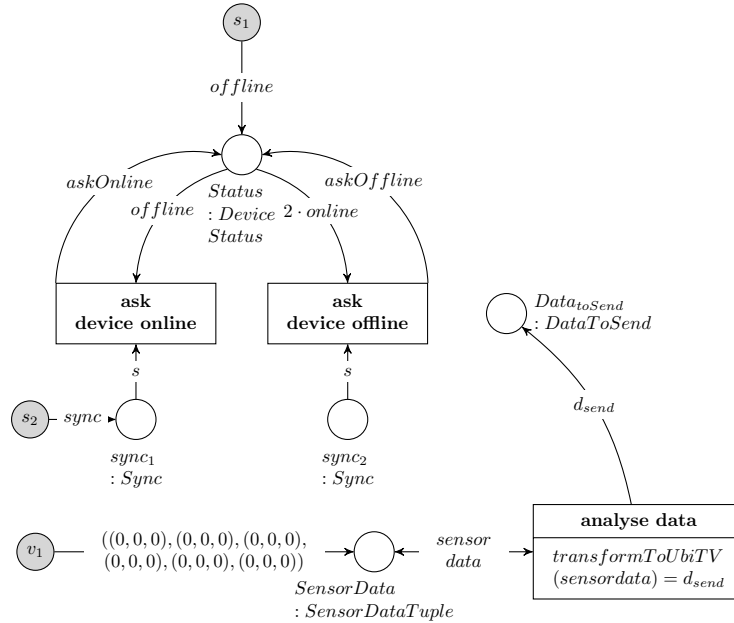 s₁
offline
askOnline
askOffline
offline
2 · online
Status
: Device
Status
ask
device online
ask
device offline
Data_toSend
: DataToSend
s
s
d_send
s₂
sync
sync₁
: Sync
sync₂
: Sync
analyse data
transformToUbiTV
(sensordata) = d_send
v₁
((0, 0, 0), (0, 0, 0), (0, 0, 0),
(0, 0, 0), (0, 0, 0), (0, 0, 0))
sensor
data
SensorData
: SensorDataTuple